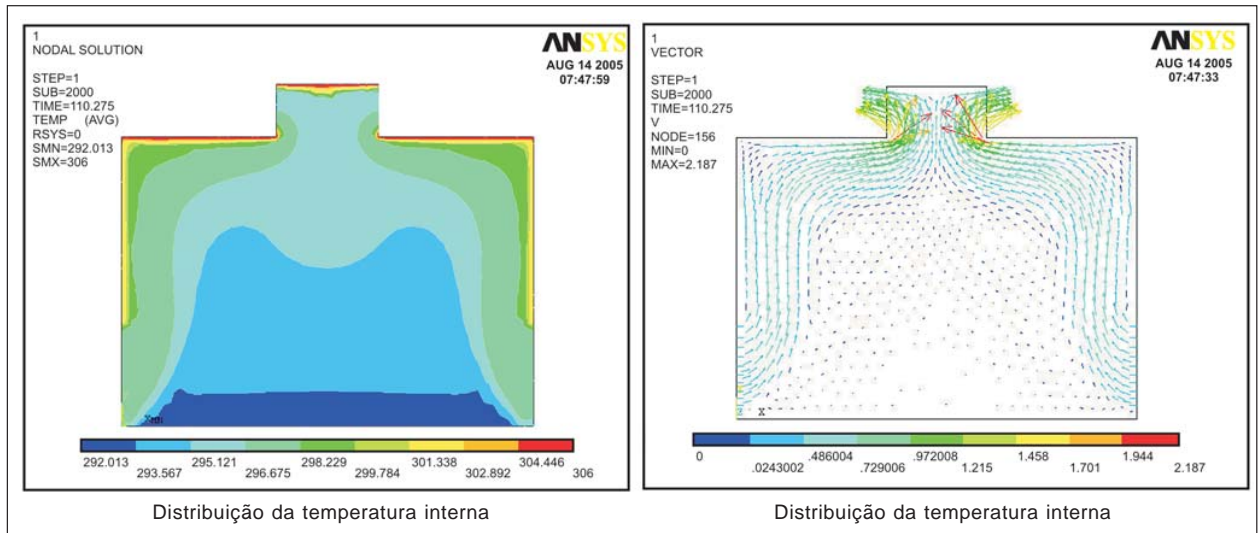 1
NODAL SOLUTION
STEP=1
SUB=2000
TIME=110.275
TEMP (AVG)
RSYS=0
SMN=292.013
SMX=306
ANSYS
AUG 14 2005
07:47:59
292.013
293.567
295.121
296.675
298.229
299.784
301.338
302.892
304.446
306
Distribuição da temperatura interna
1
VECTOR
STEP=1
SUB=2000
TIME=110.275
V
NODE=156
MIN=0
MAX=2.187
ANSYS
AUG 14 2005
07:47:33
X
0
.0243002
.486004
.729006
.972008
1.215
1.458
1.701
1.944
2.187
Distribuição da temperatura interna